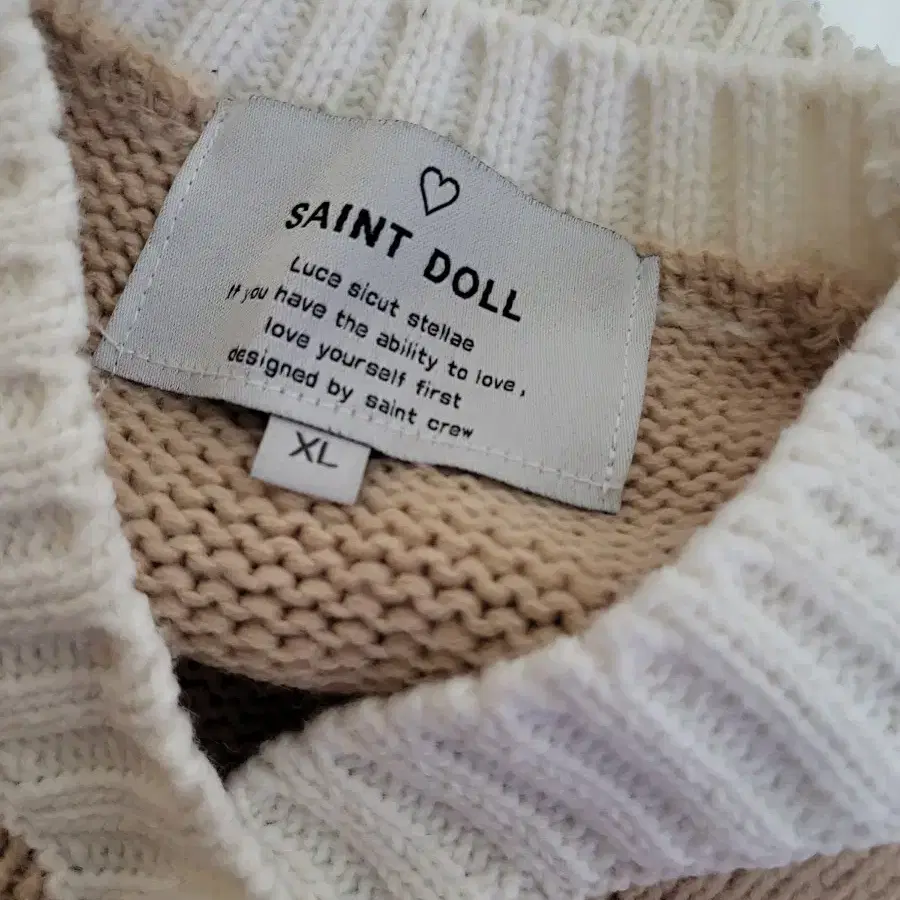 SAINT DOLL
Luce sicut stellae
If you have the ability to love,
love yourself first
designed by saint crew
XL